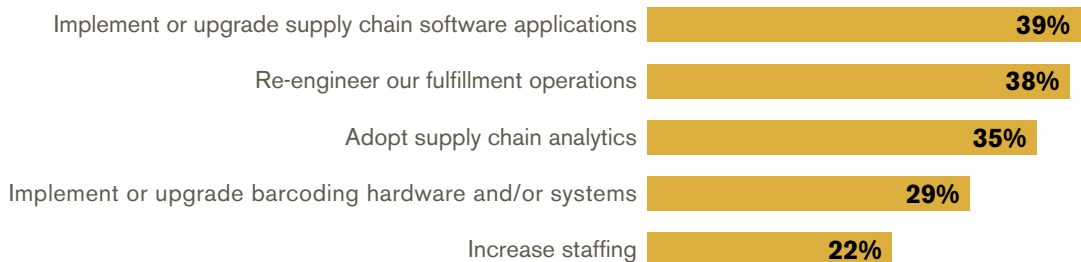 Implement or upgrade supply chain software applications 39%
Re-engineer our fulfillment operations 38%
Adopt supply chain analytics 35%
Implement or upgrade barcoding hardware and/or systems 29%
Increase staffing 22%